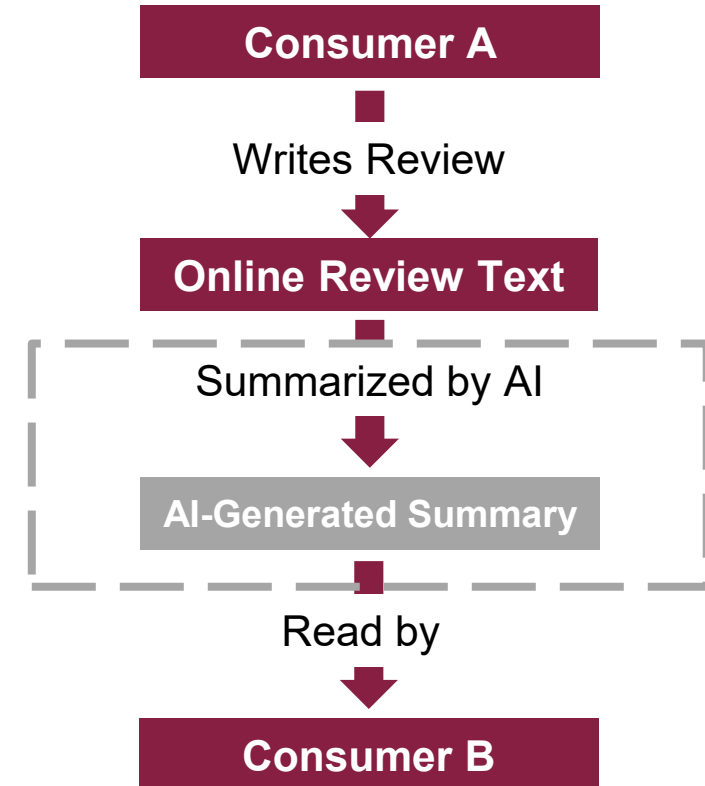 Consumer A
Writes Review
Online Review Text
Summarized by AI
AI-Generated Summary
Read by
Consumer B